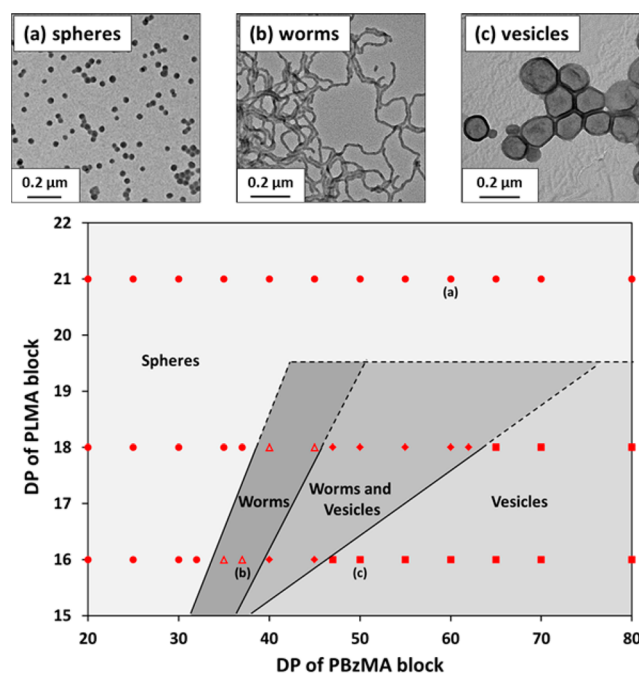 (a) spheres
(b) worms
(c) vesicles
0.2 µm
0.2 µm
0.2 µm
22
21
20
19
18
17
16
15
DP of PLMA block
(a)
Spheres
Worms
Worms and
Vesicles
Vesicles
(b)
(c)
20
30
40
50
60
70
80
DP of PBzMA block